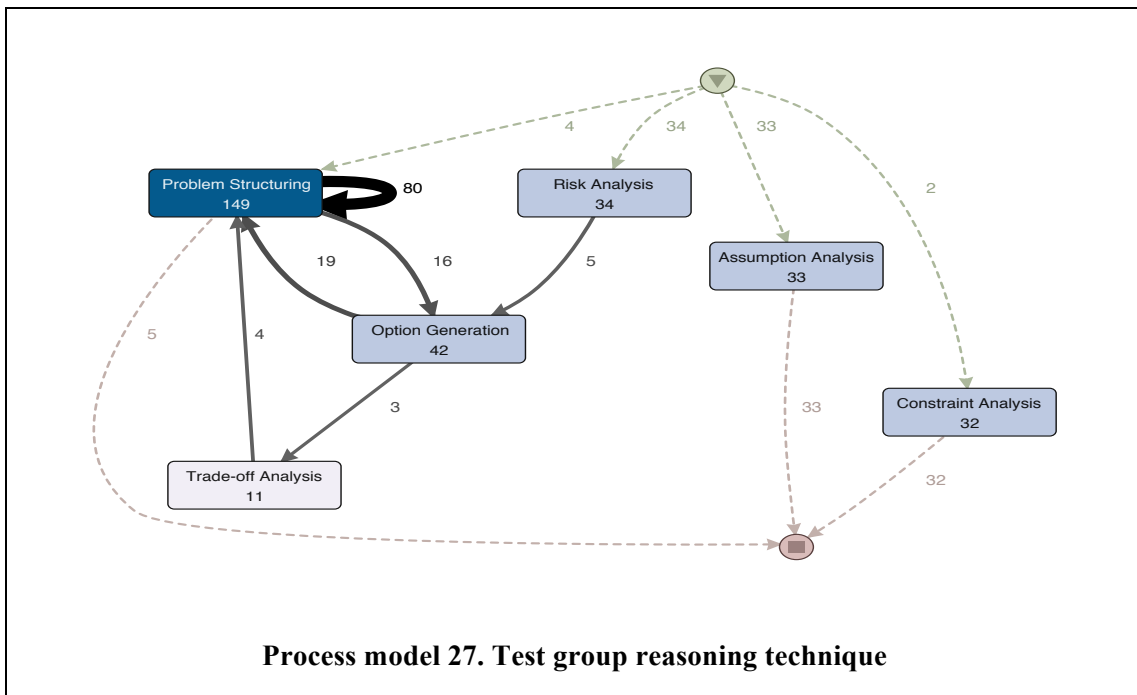 4
34
33
2
Problem Structuring
149
80
Risk Analysis
34
Assumption Analysis
33
19
16
5
5
4
Option Generation
42
3
33
Constraint Analysis
32
Trade-off Analysis
11
32
Process model 27. Test group reasoning technique